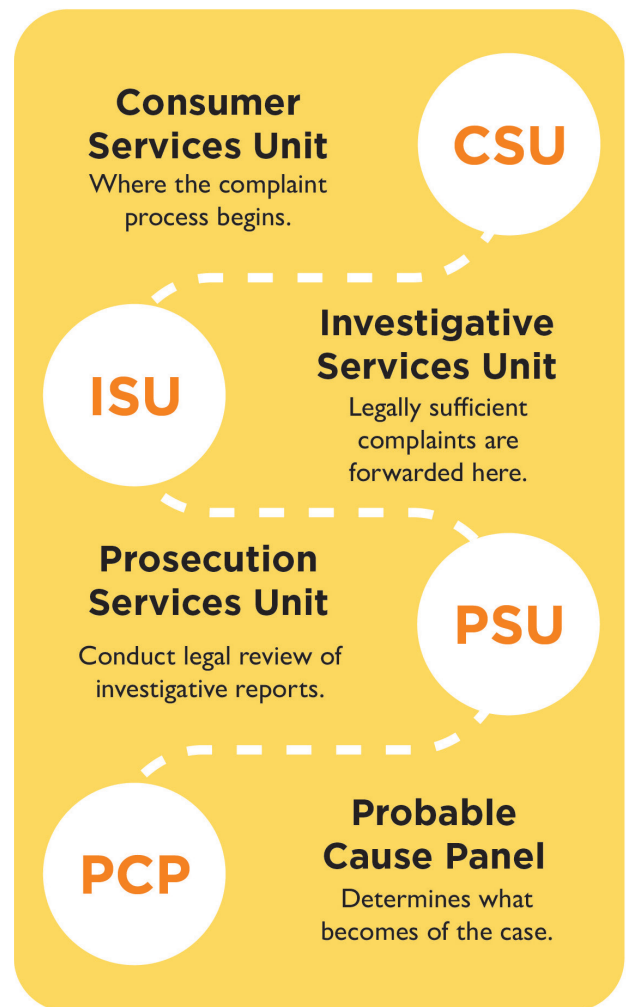 Consumer
Services Unit
Where the complaint
process begins.
CSU
ISU
Investigative
Services Unit
Legally sufficient
complaints are
forwarded here.
Prosecution
Services Unit
Conduct legal review of
investigative reports.
PSU
PCP
Probable
Cause Panel
Determines what
becomes of the case.